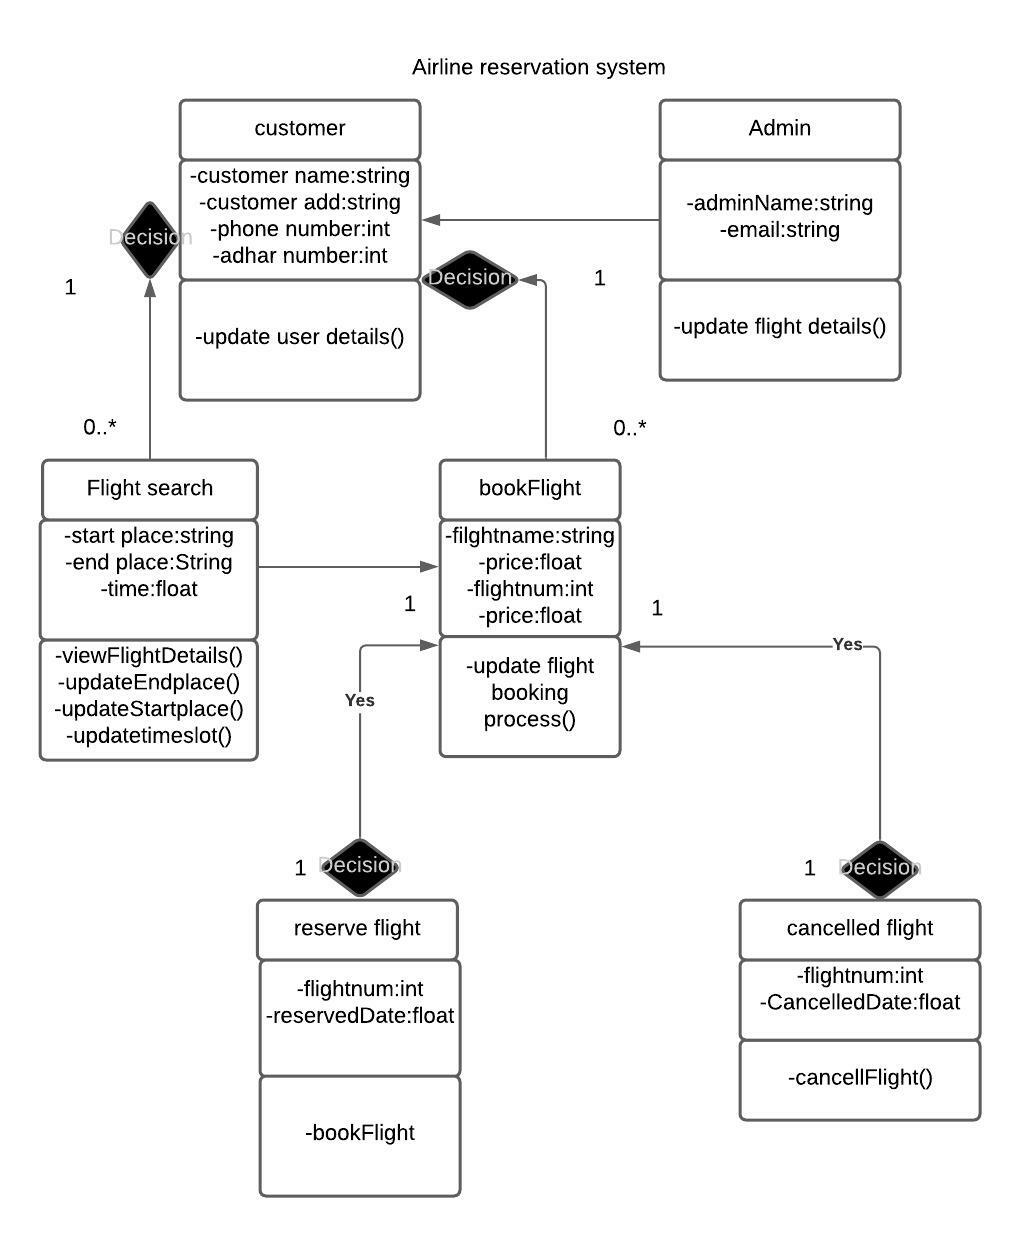 Airline reservation system
customer
-customer name:string
-customer add:string
-phone number:int
-adhar number:int
-update user details()
Admin
-adminName:string
-email:string
-update flight details()
Decision
1
0..*
Decision
1
0..*
Flight search
-start place:string
-end place:String
-time:float
-viewFlightDetails()
-updateEndplace()
-updateStartplace()
-updatetimeslot()
bookFlight
-filghtname:string
-price:float
-flightnum:int
-price:float
-update flight
booking
process()
1
Yes
1
Yes
1
Decision
reserve flight
-flightnum:int
-reservedDate:float
-bookFlight
1
Decision
cancelled flight
-flightnum:int
-CancelledDate:float
-cancellFlight()